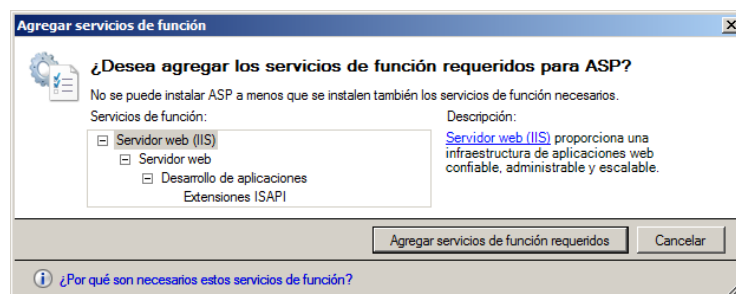 Agregar servicios de función
¿Desea agregar los servicios de función requeridos para ASP?
No se puede instalar ASP a menos que se instalen también los servicios de función necesarios.
Servicios de función:
Servidor web (IIS)
Servidor web
Desarrollo de aplicaciones
Extensiones ISAPI
Descripción:
Servidor web (IIS) proporciona una
infraestructura de aplicaciones web
confiable, administrable y escalable.
Agregar servicios de función requeridos
Cancelar
¿Por qué son necesarios estos servicios de función?